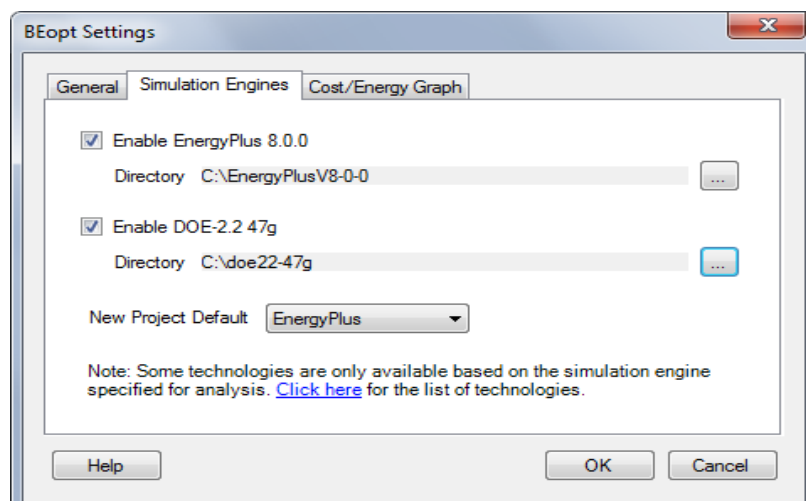 BEopt Settings
General Simulation Engines Cost/Energy Graph
Enable EnergyPlus 8.0.0
Directory C:\EnergyPlusV8-0-0 ...
Enable DOE-2.2 47g
Directory C:\doe22-47g ...
New Project Default EnergyPlus
Note: Some technologies are only available based on the simulation engine
specified for analysis. Click here for the list of technologies.
Help OK Cancel